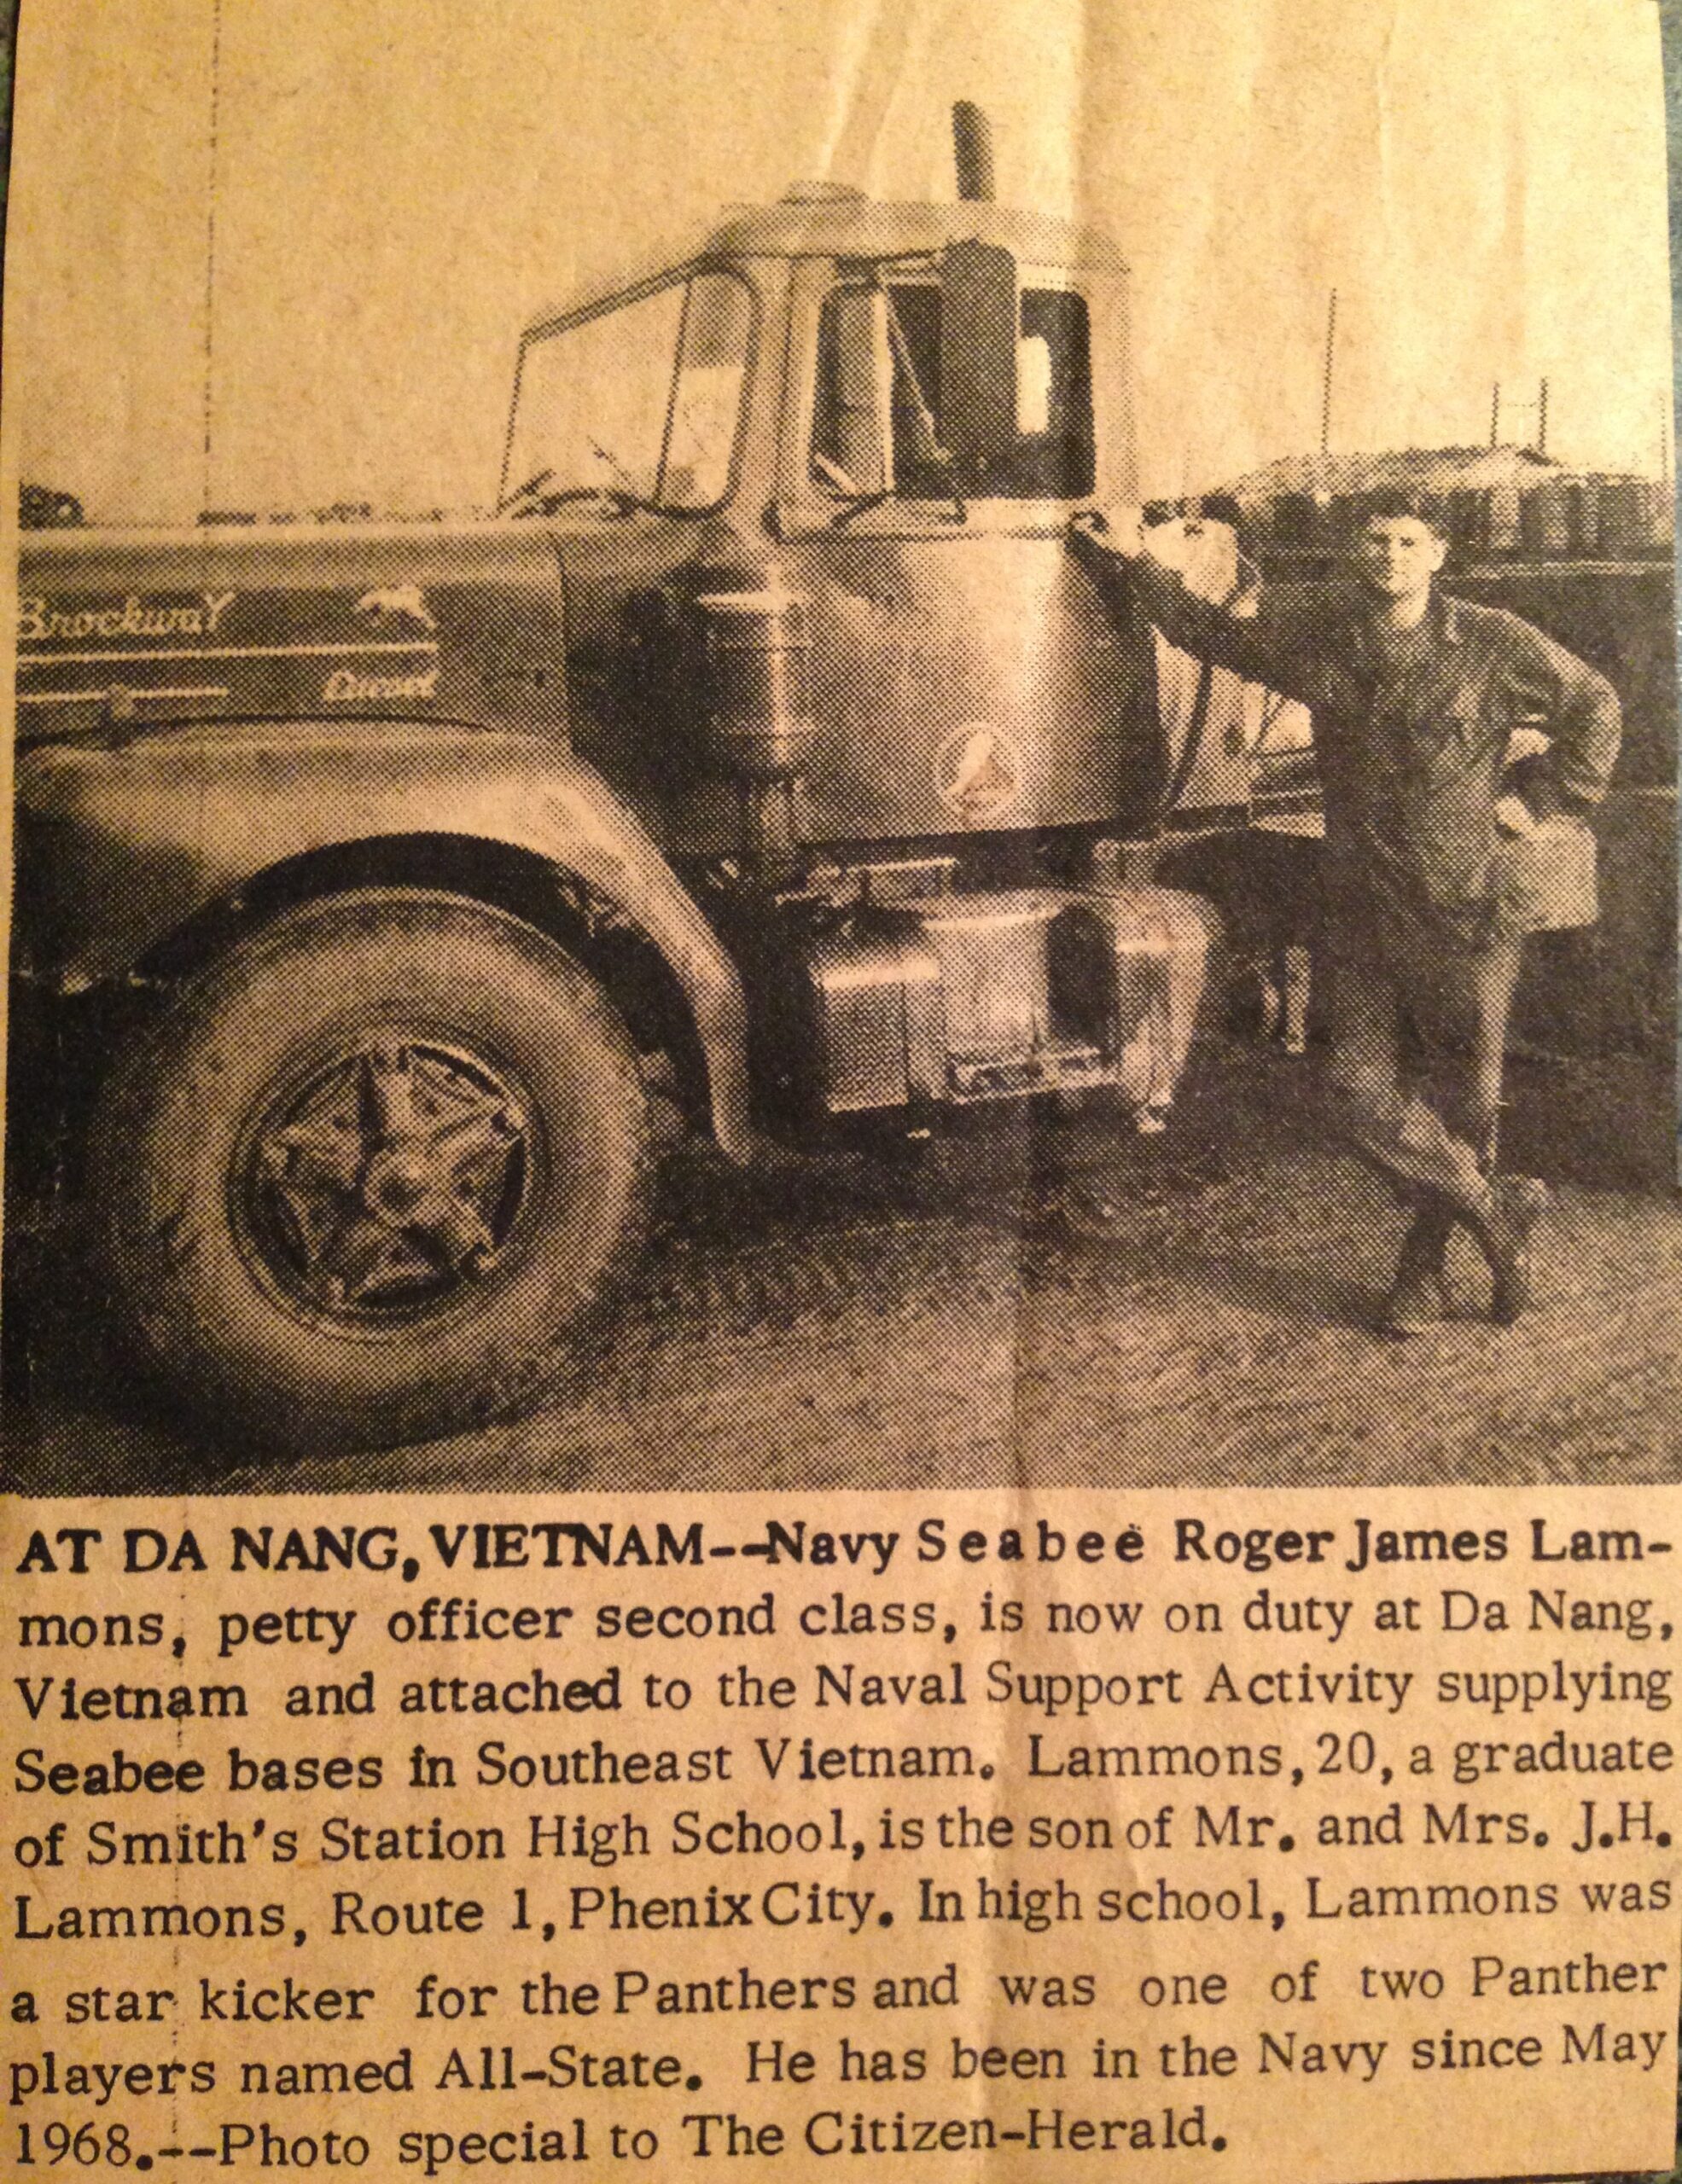 Brockway
Diesel
AT DA NANG, VIETNAM--Navy Seabee Roger James Lam-
mons, petty officer second class, is now on duty at Da Nang,
Vietnam and attached to the Naval Support Activity supplying
Seabee bases in Southeast Vietnam. Lammons, 20, a graduate
of Smith's Station High School, is the son of Mr. and Mrs. J.H.
Lammons, Route 1, Phenix City. In high school, Lammons was
a star kicker for the Panthers and was one of two Panther
players named All-State. He has been in the Navy since May
1968.--Photo special to The Citizen-Herald.